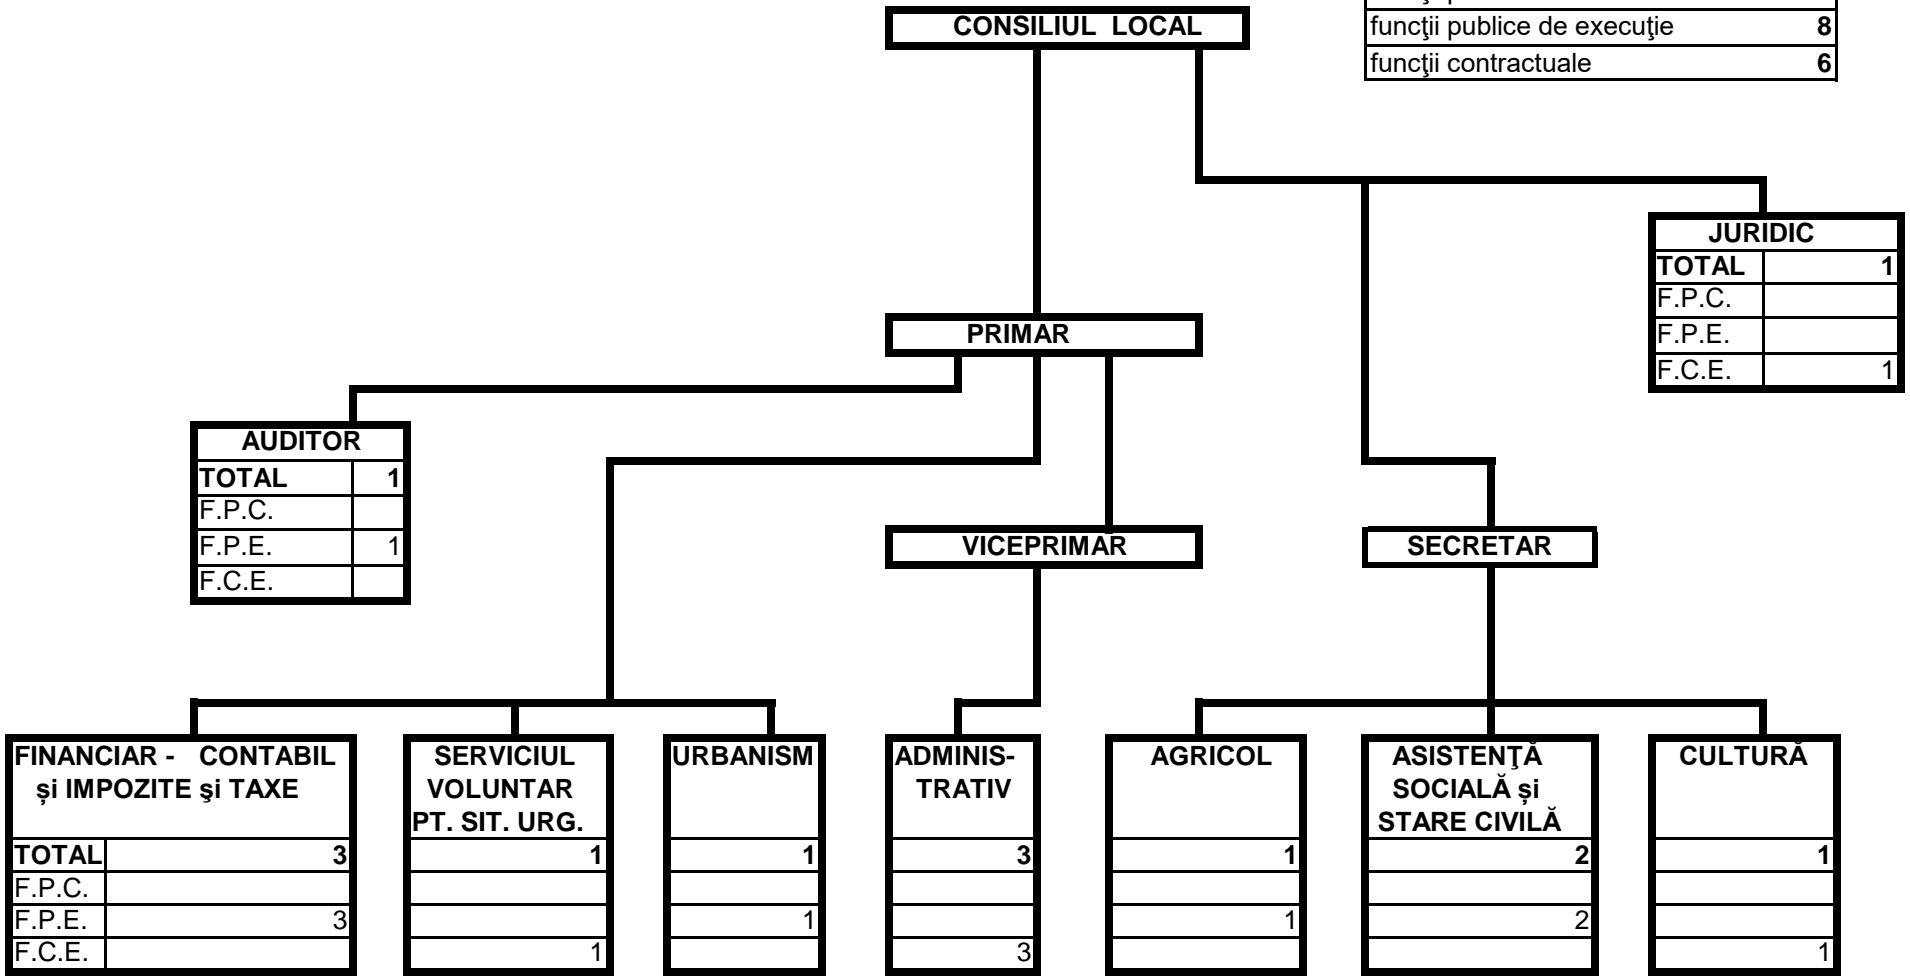 CONSILIUL LOCAL
funcţii publice de execuţie 8
funcţii contractuale 6
JURIDIC
TOTAL 1
F.P.C.
F.P.E.
F.C.E. 1
PRIMAR
AUDITOR
TOTAL 1
F.P.C.
F.P.E. 1
F.C.E.
VICEPRIMAR
SECRETAR
FINANCIAR - CONTABIL
și IMPOZITE şi TAXE
TOTAL 3
F.P.C.
F.P.E. 3
F.C.E.
SERVICIUL
VOLUNTAR
PT. SIT. URG.
1
1
URBANISM
1
1
ADMINIS-
TRATIV
3
3
AGRICOL
1
1
ASISTENŢĂ
SOCIALĂ și
STARE CIVILĂ
2
2
CULTURĂ
1
1